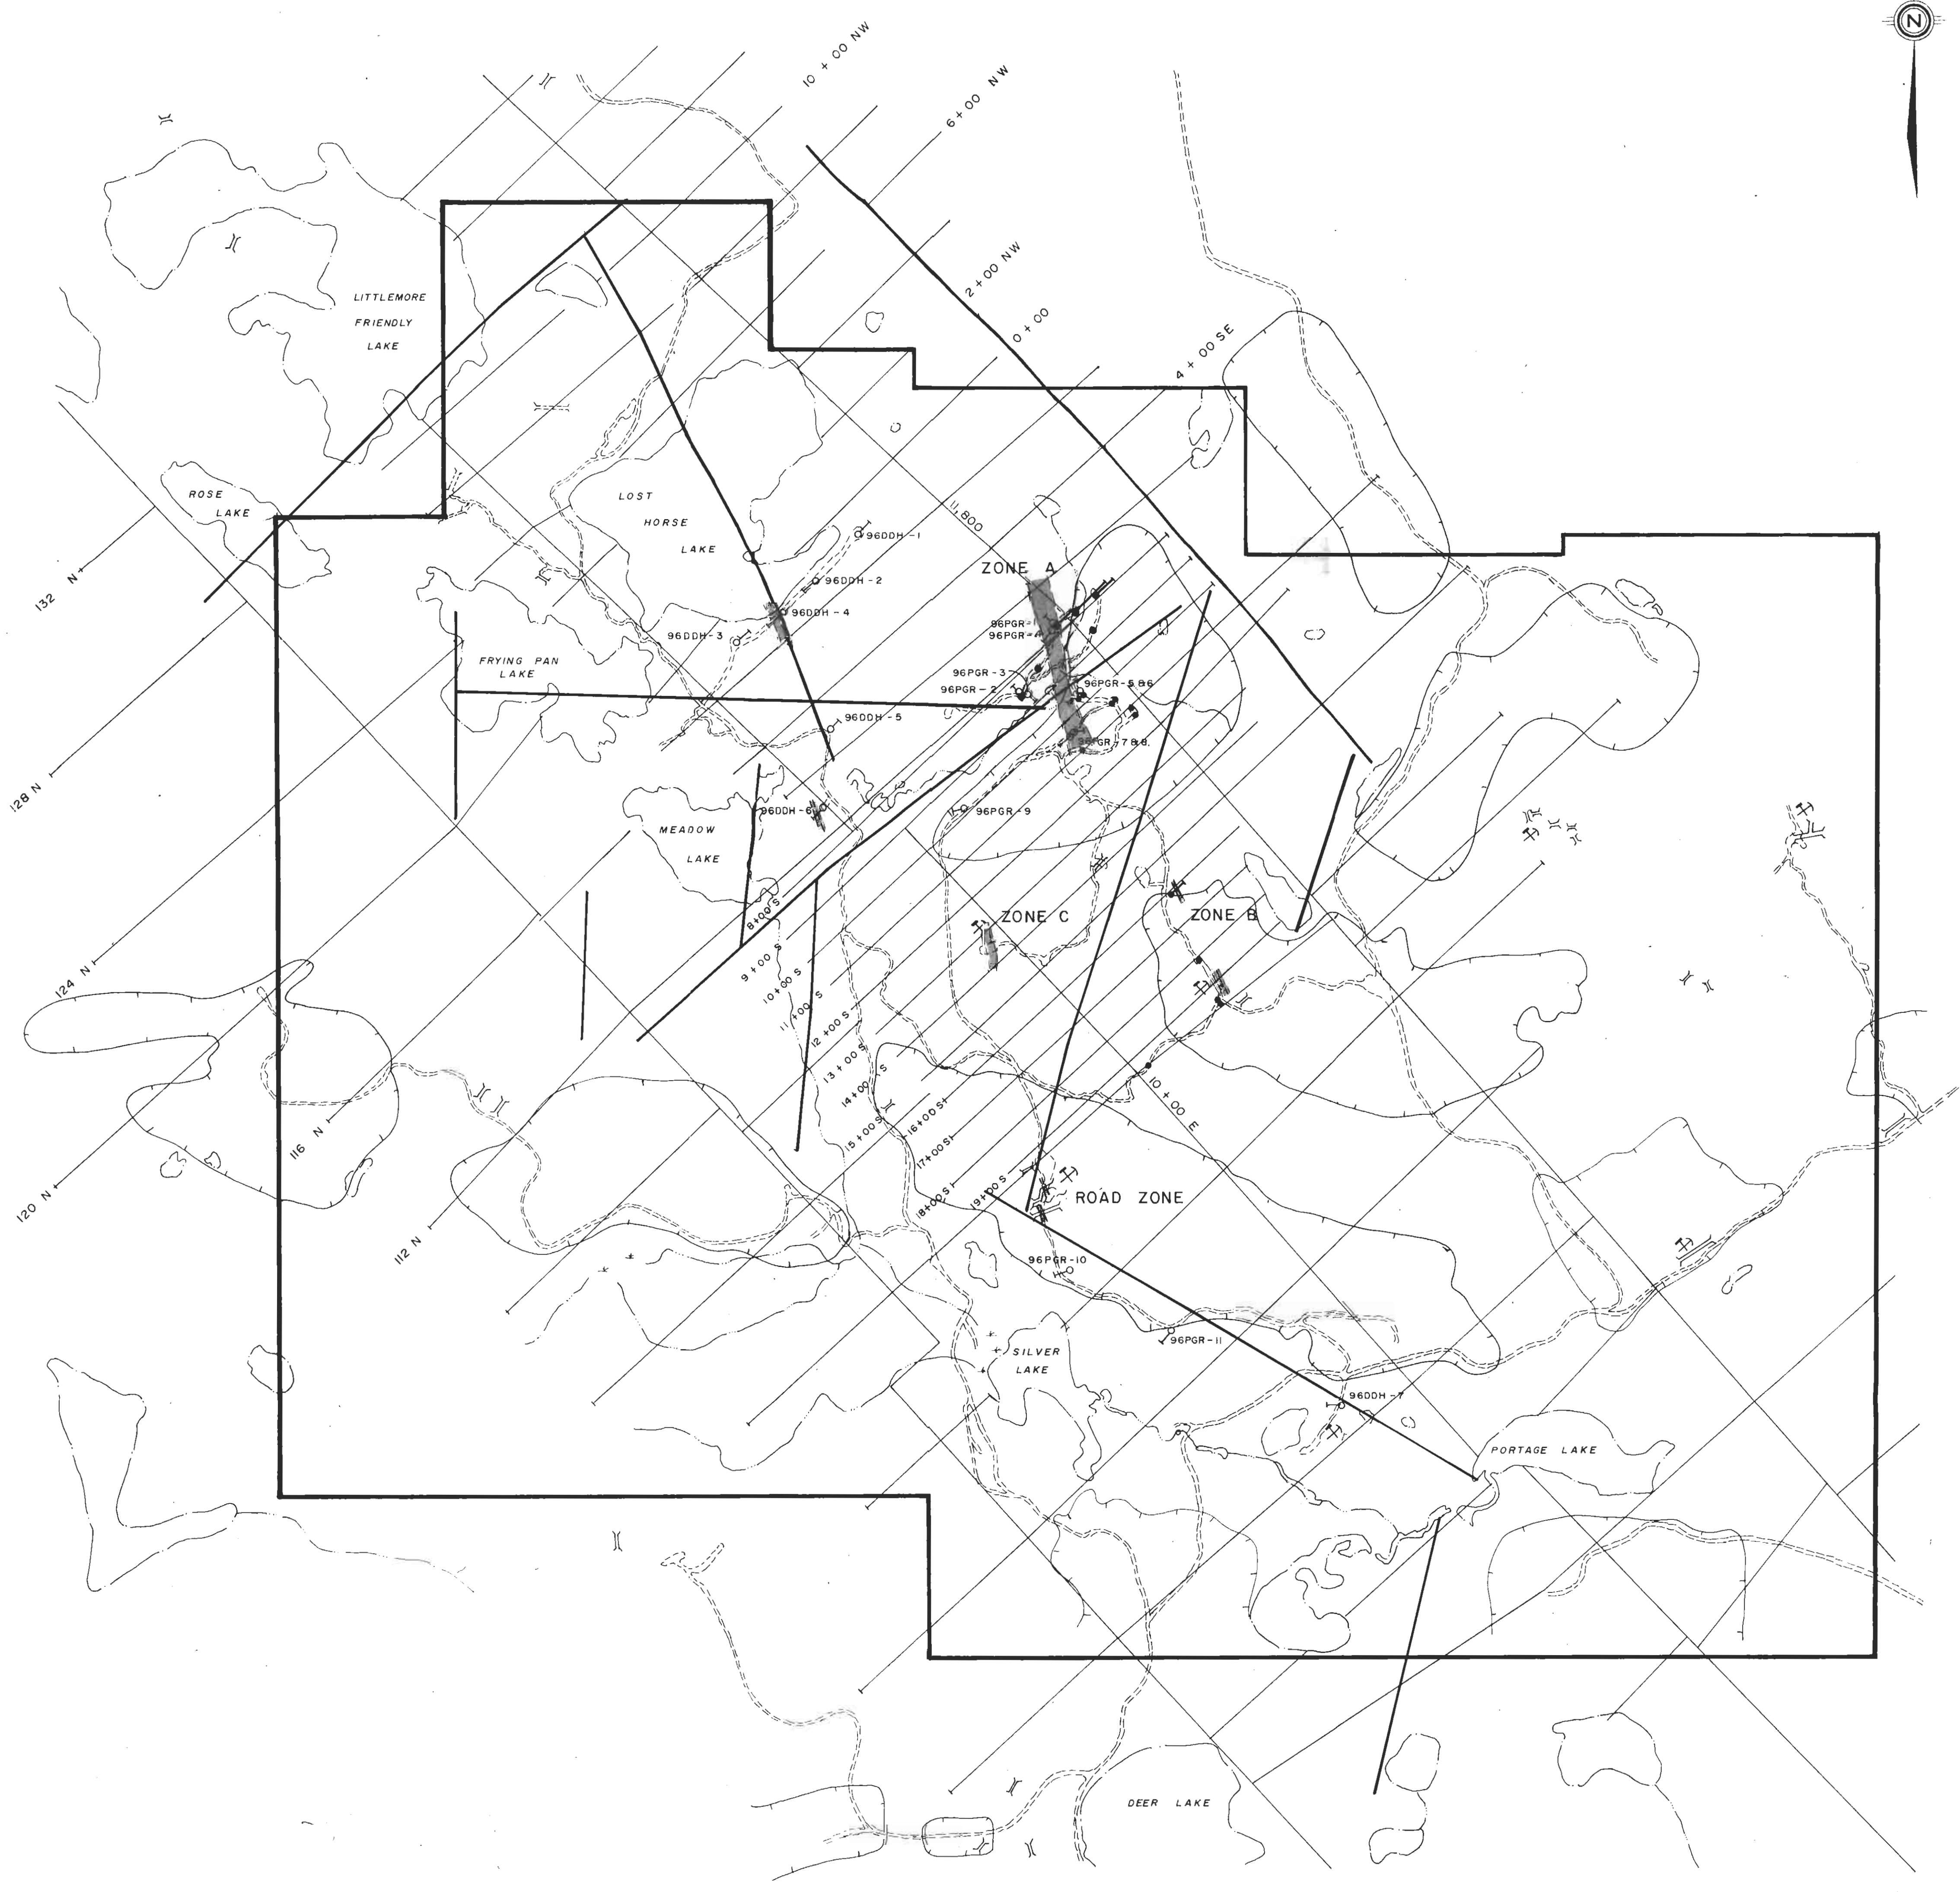 N
10 + 00 NW
6 + 00 NW
2 + 00 NW
0 + 00
4 + 00 SE
LITTLEMORE
FRIENDLY
LAKE
ROSE
LAKE
LOST
HORSE
LAKE
11,800
96DDH-1
ZONE A
96DDH-2
132 N
96DDH-4
96PGR-1
96PGR-4
96DDH-3
FRYING PAN
LAKE
96PGR-3
96PGR-2
96PGR-5&6
96DDH-5
96PGR-7&8
128 N
96DDH-6
96PGR-9
MEADOW
LAKE
8+00 S
ZONE C
ZONE B
9+00 S
124 N
10+00 S
11+00 S
12+00 S
13+00 S
14+00 S
15+00 S
16+00 S
10+00 E
116 N
17+00 S
18+00 S
19+00 S
ROAD ZONE
120 N
112 N
96PGR-10
96PGR-11
SILVER
LAKE
96DDH-7
PORTAGE LAKE
DEER LAKE